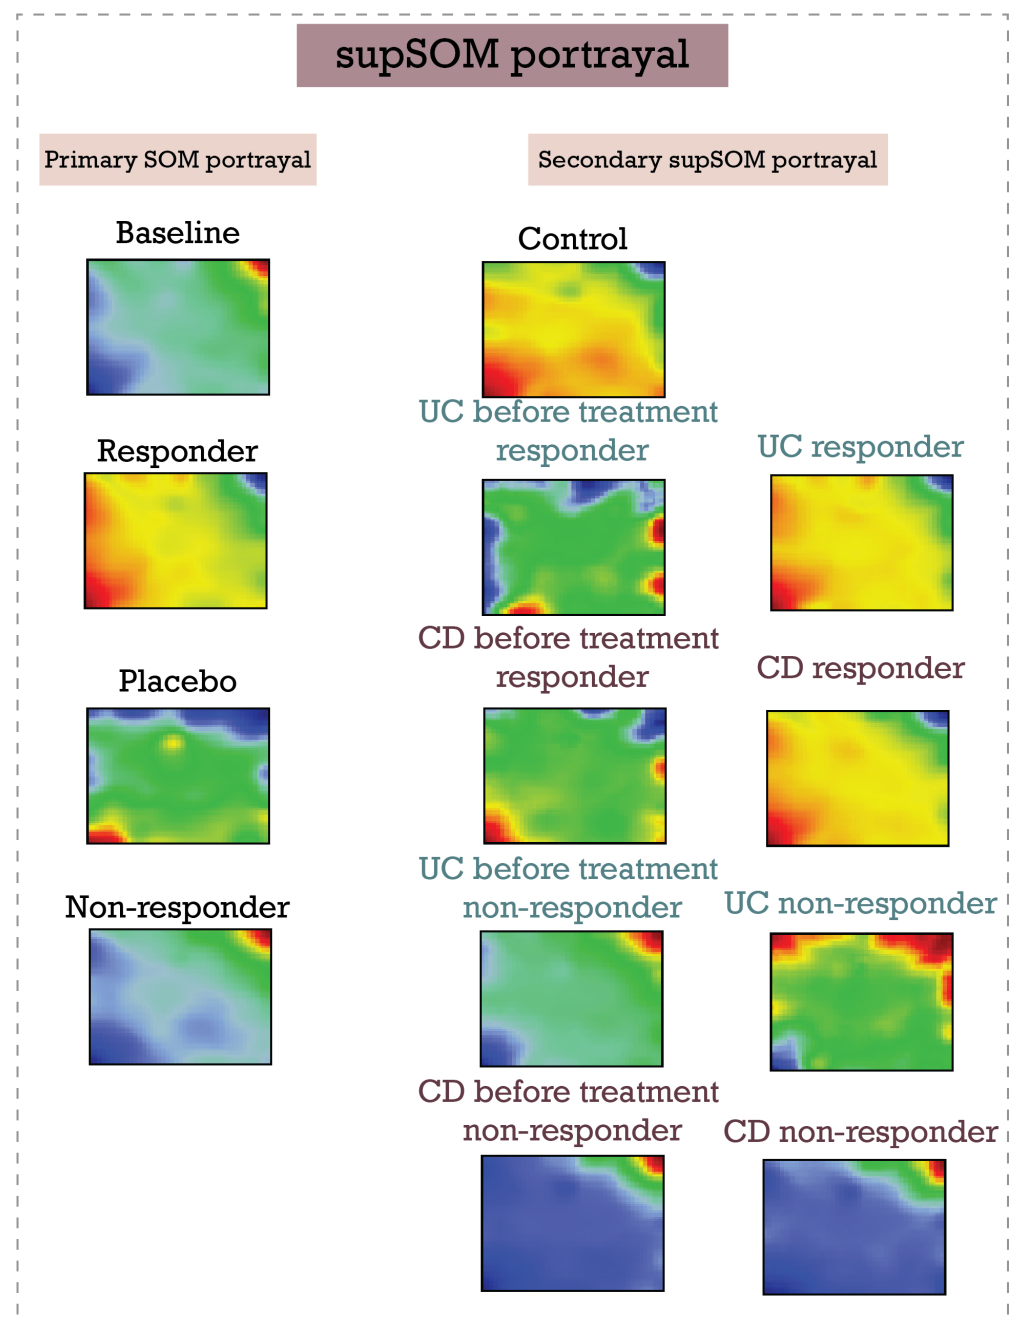 supSOM portrayal
Primary SOM portrayal
Secondary supSOM portrayal
Baseline
Control
Responder
UC before treatment
responder
UC responder
Placebo
CD before treatment
responder
CD responder
Non-responder
UC before treatment
non-responder
UC non-responder
CD before treatment
non-responder
CD non-responder